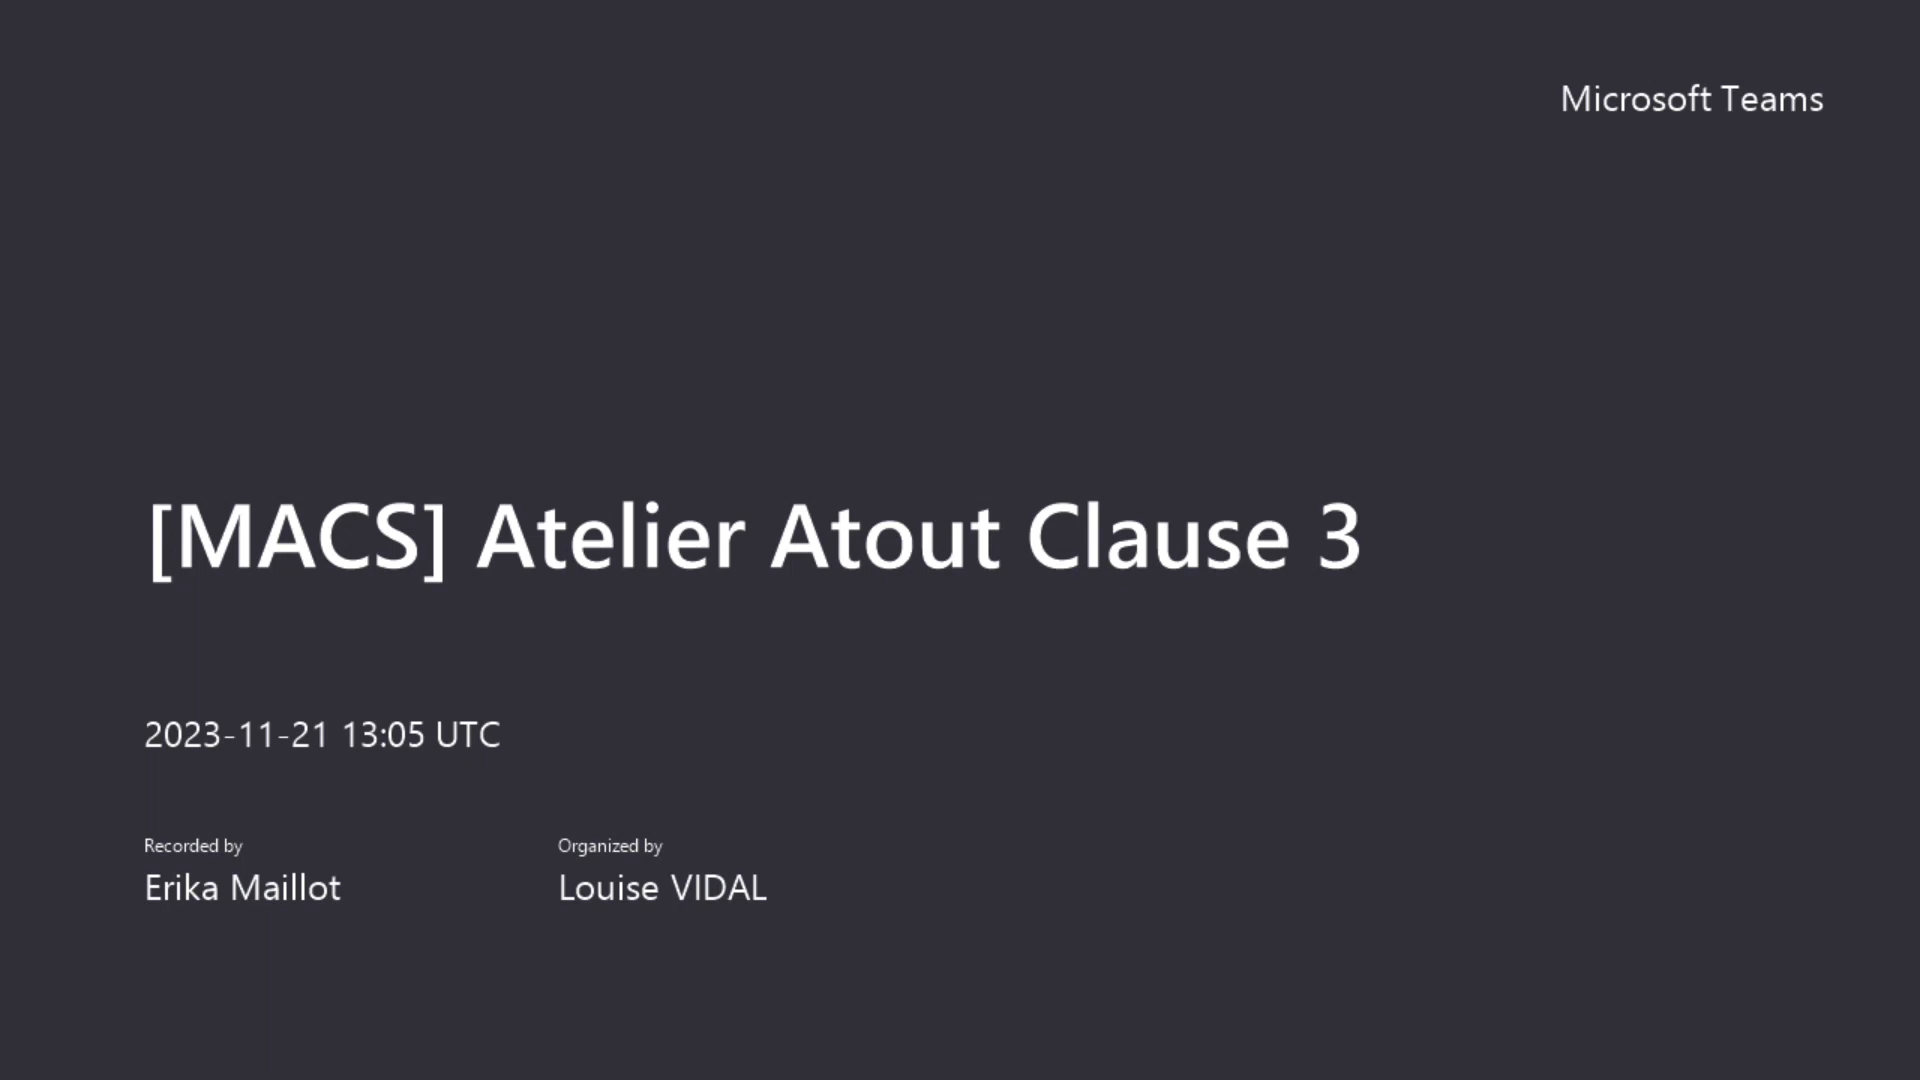 Microsoft Teams
[MACS] Atelier Atout Clause 3
2023-11-21 13:05 UTC
Recorded by
Erika Maillot
Organized by
Louise VIDAL